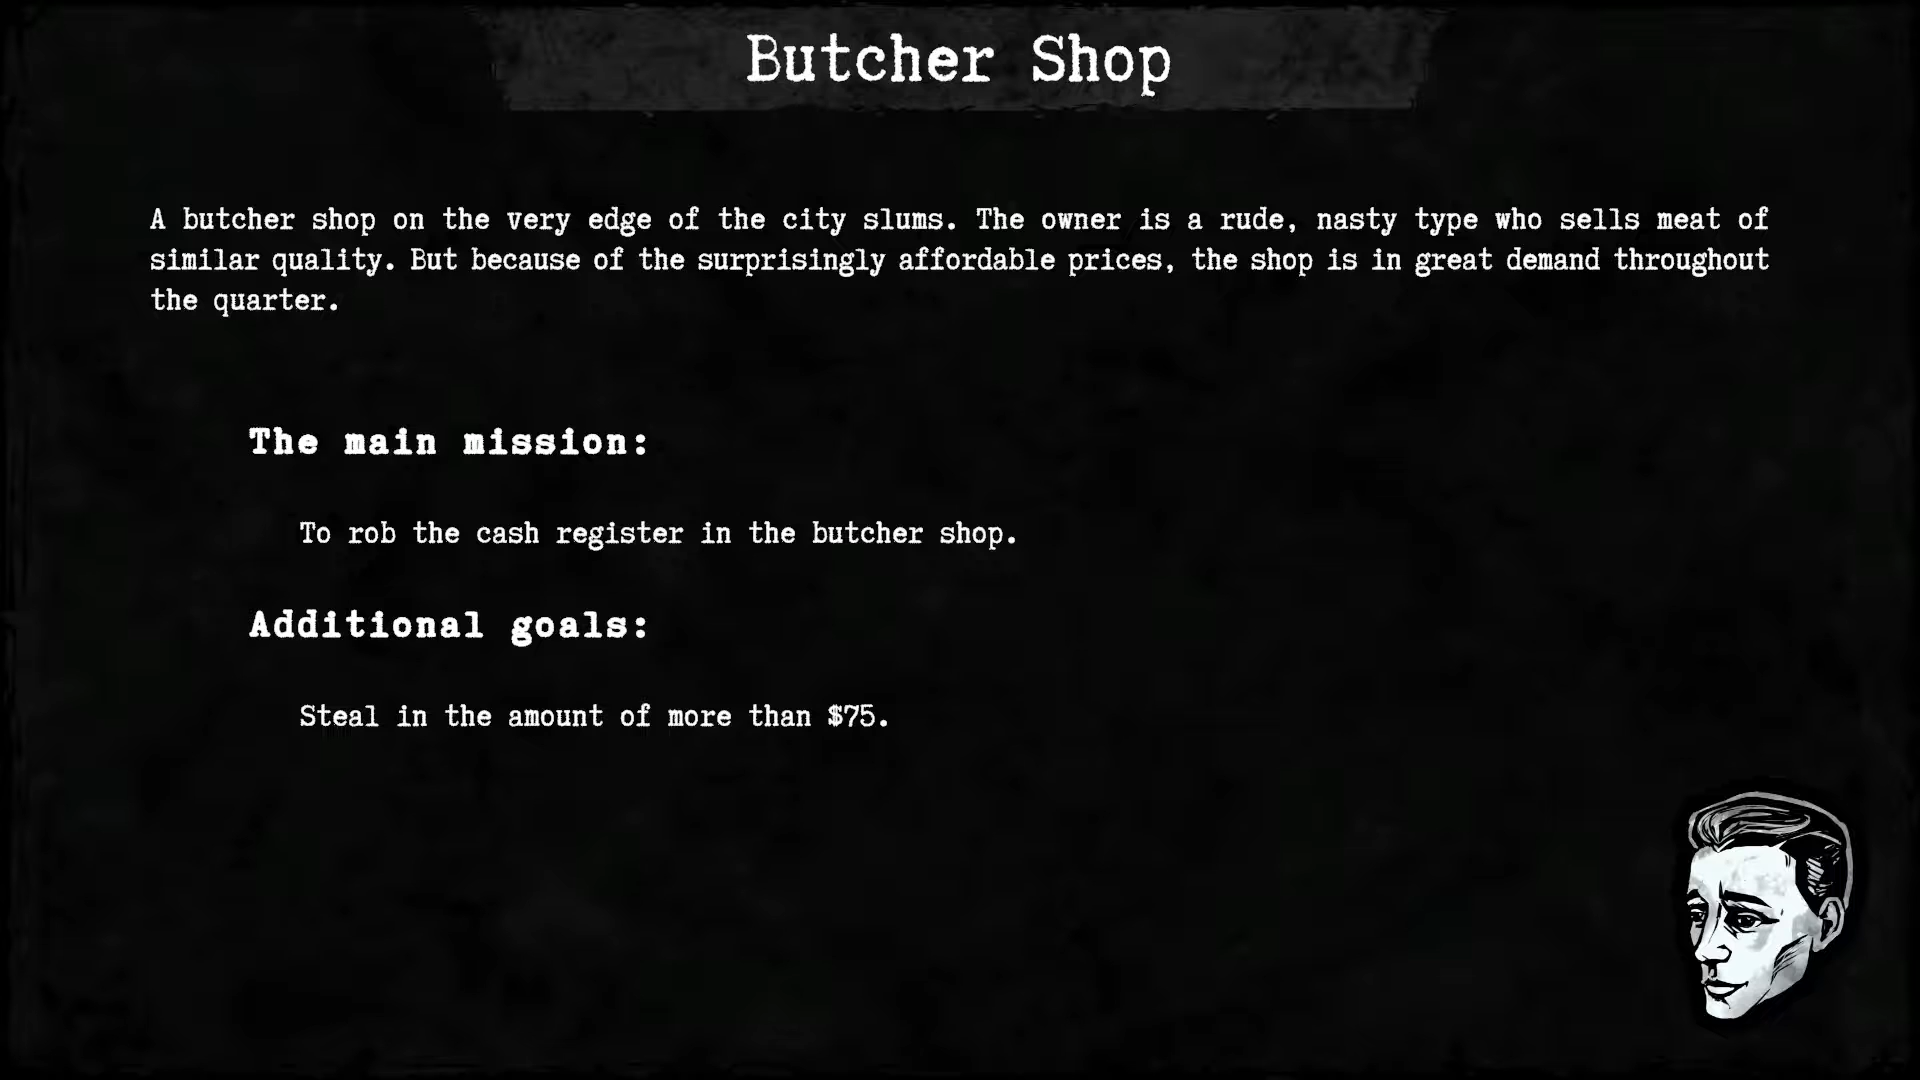 Butcher Shop
A butcher shop on the very edge of the city slums. The owner is a rude, nasty type who sells meat of
similar quality. But because of the surprisingly affordable prices, the shop is in great demand throughout
the quarter.
The main mission:
To rob the cash register in the butcher shop.
Additional goals:
Steal in the amount of more than $75.